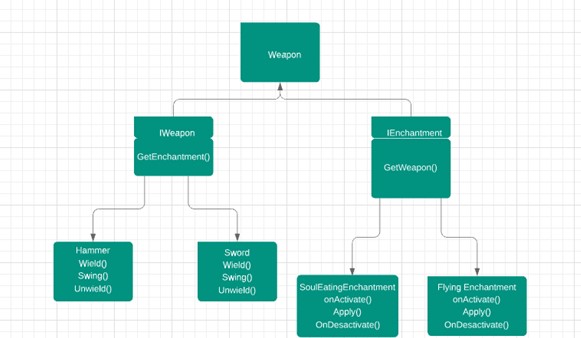 Weapon
IWeapon
GetEnchantment()
IEnchantment
GetWeapon()
Hammer
Wield()
Swing()
Unwield()
Sword
Wield()
Swing()
Unwield()
SoulEatingEnchantment
onActivate()
Apply()
OnDesactivate()
Flying Enchantment
onActivate()
Apply()
OnDesactivate()